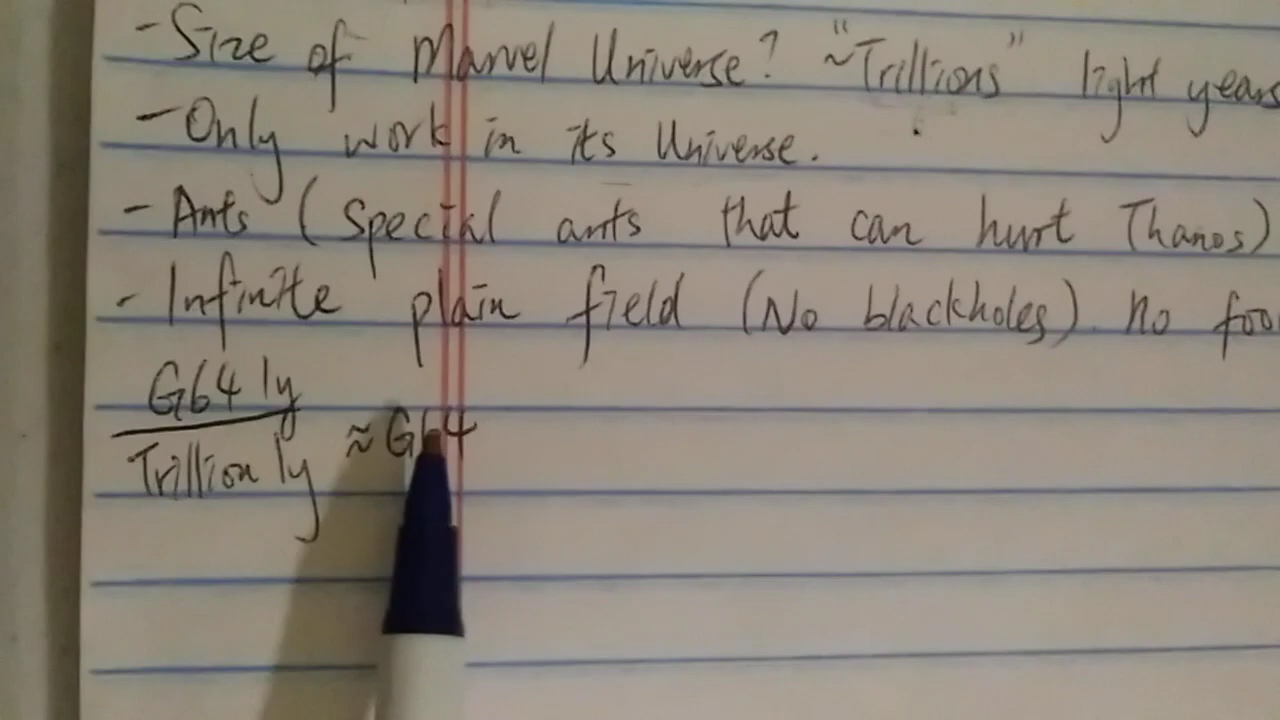 - Size of Marvel Universe? "~Trillions" light years
- Only work in its Universe.
- Ants (Special ants that can hurt Thanos)
- Infinite plain field (No blackholes). no foo
G64 ly
Trillion ly ≈ G64